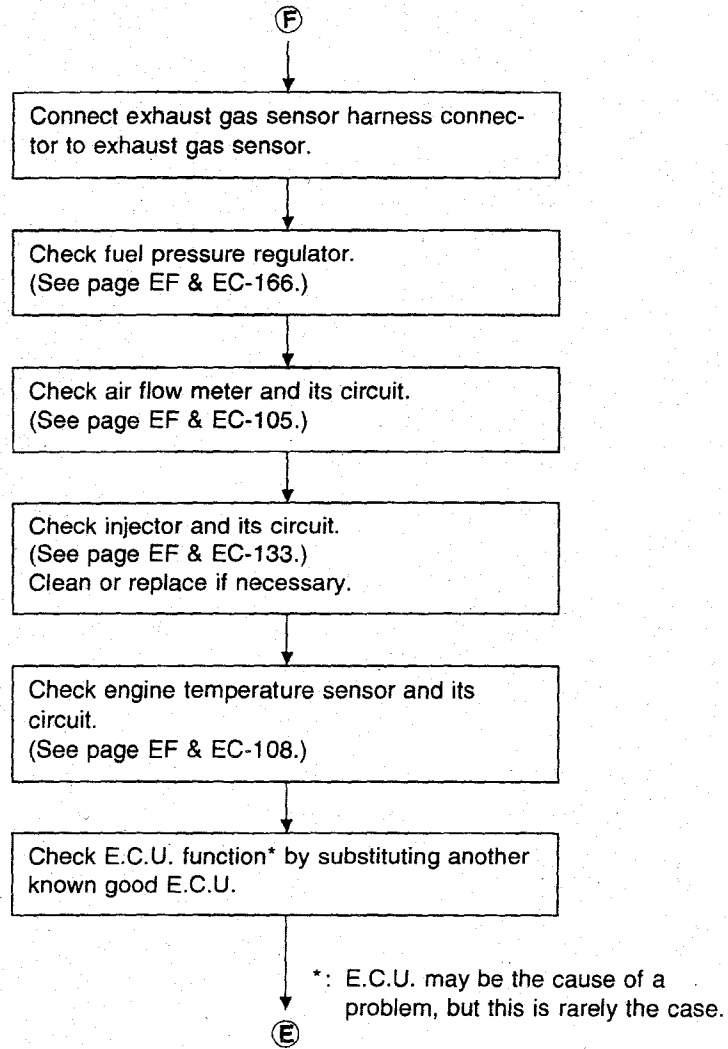 F
Connect exhaust gas sensor harness connec-
tor to exhaust gas sensor.
Check fuel pressure regulator.
(See page EF & EC-166.)
Check air flow meter and its circuit.
(See page EF & EC-105.)
Check injector and its circuit.
(See page EF & EC-133.)
Clean or replace if necessary.
Check engine temperature sensor and its
circuit.
(See page EF & EC-108.)
Check E.C.U. function* by substituting another
known good E.C.U.
*: E.C.U. may be the cause of a
problem, but this is rarely the case.
E